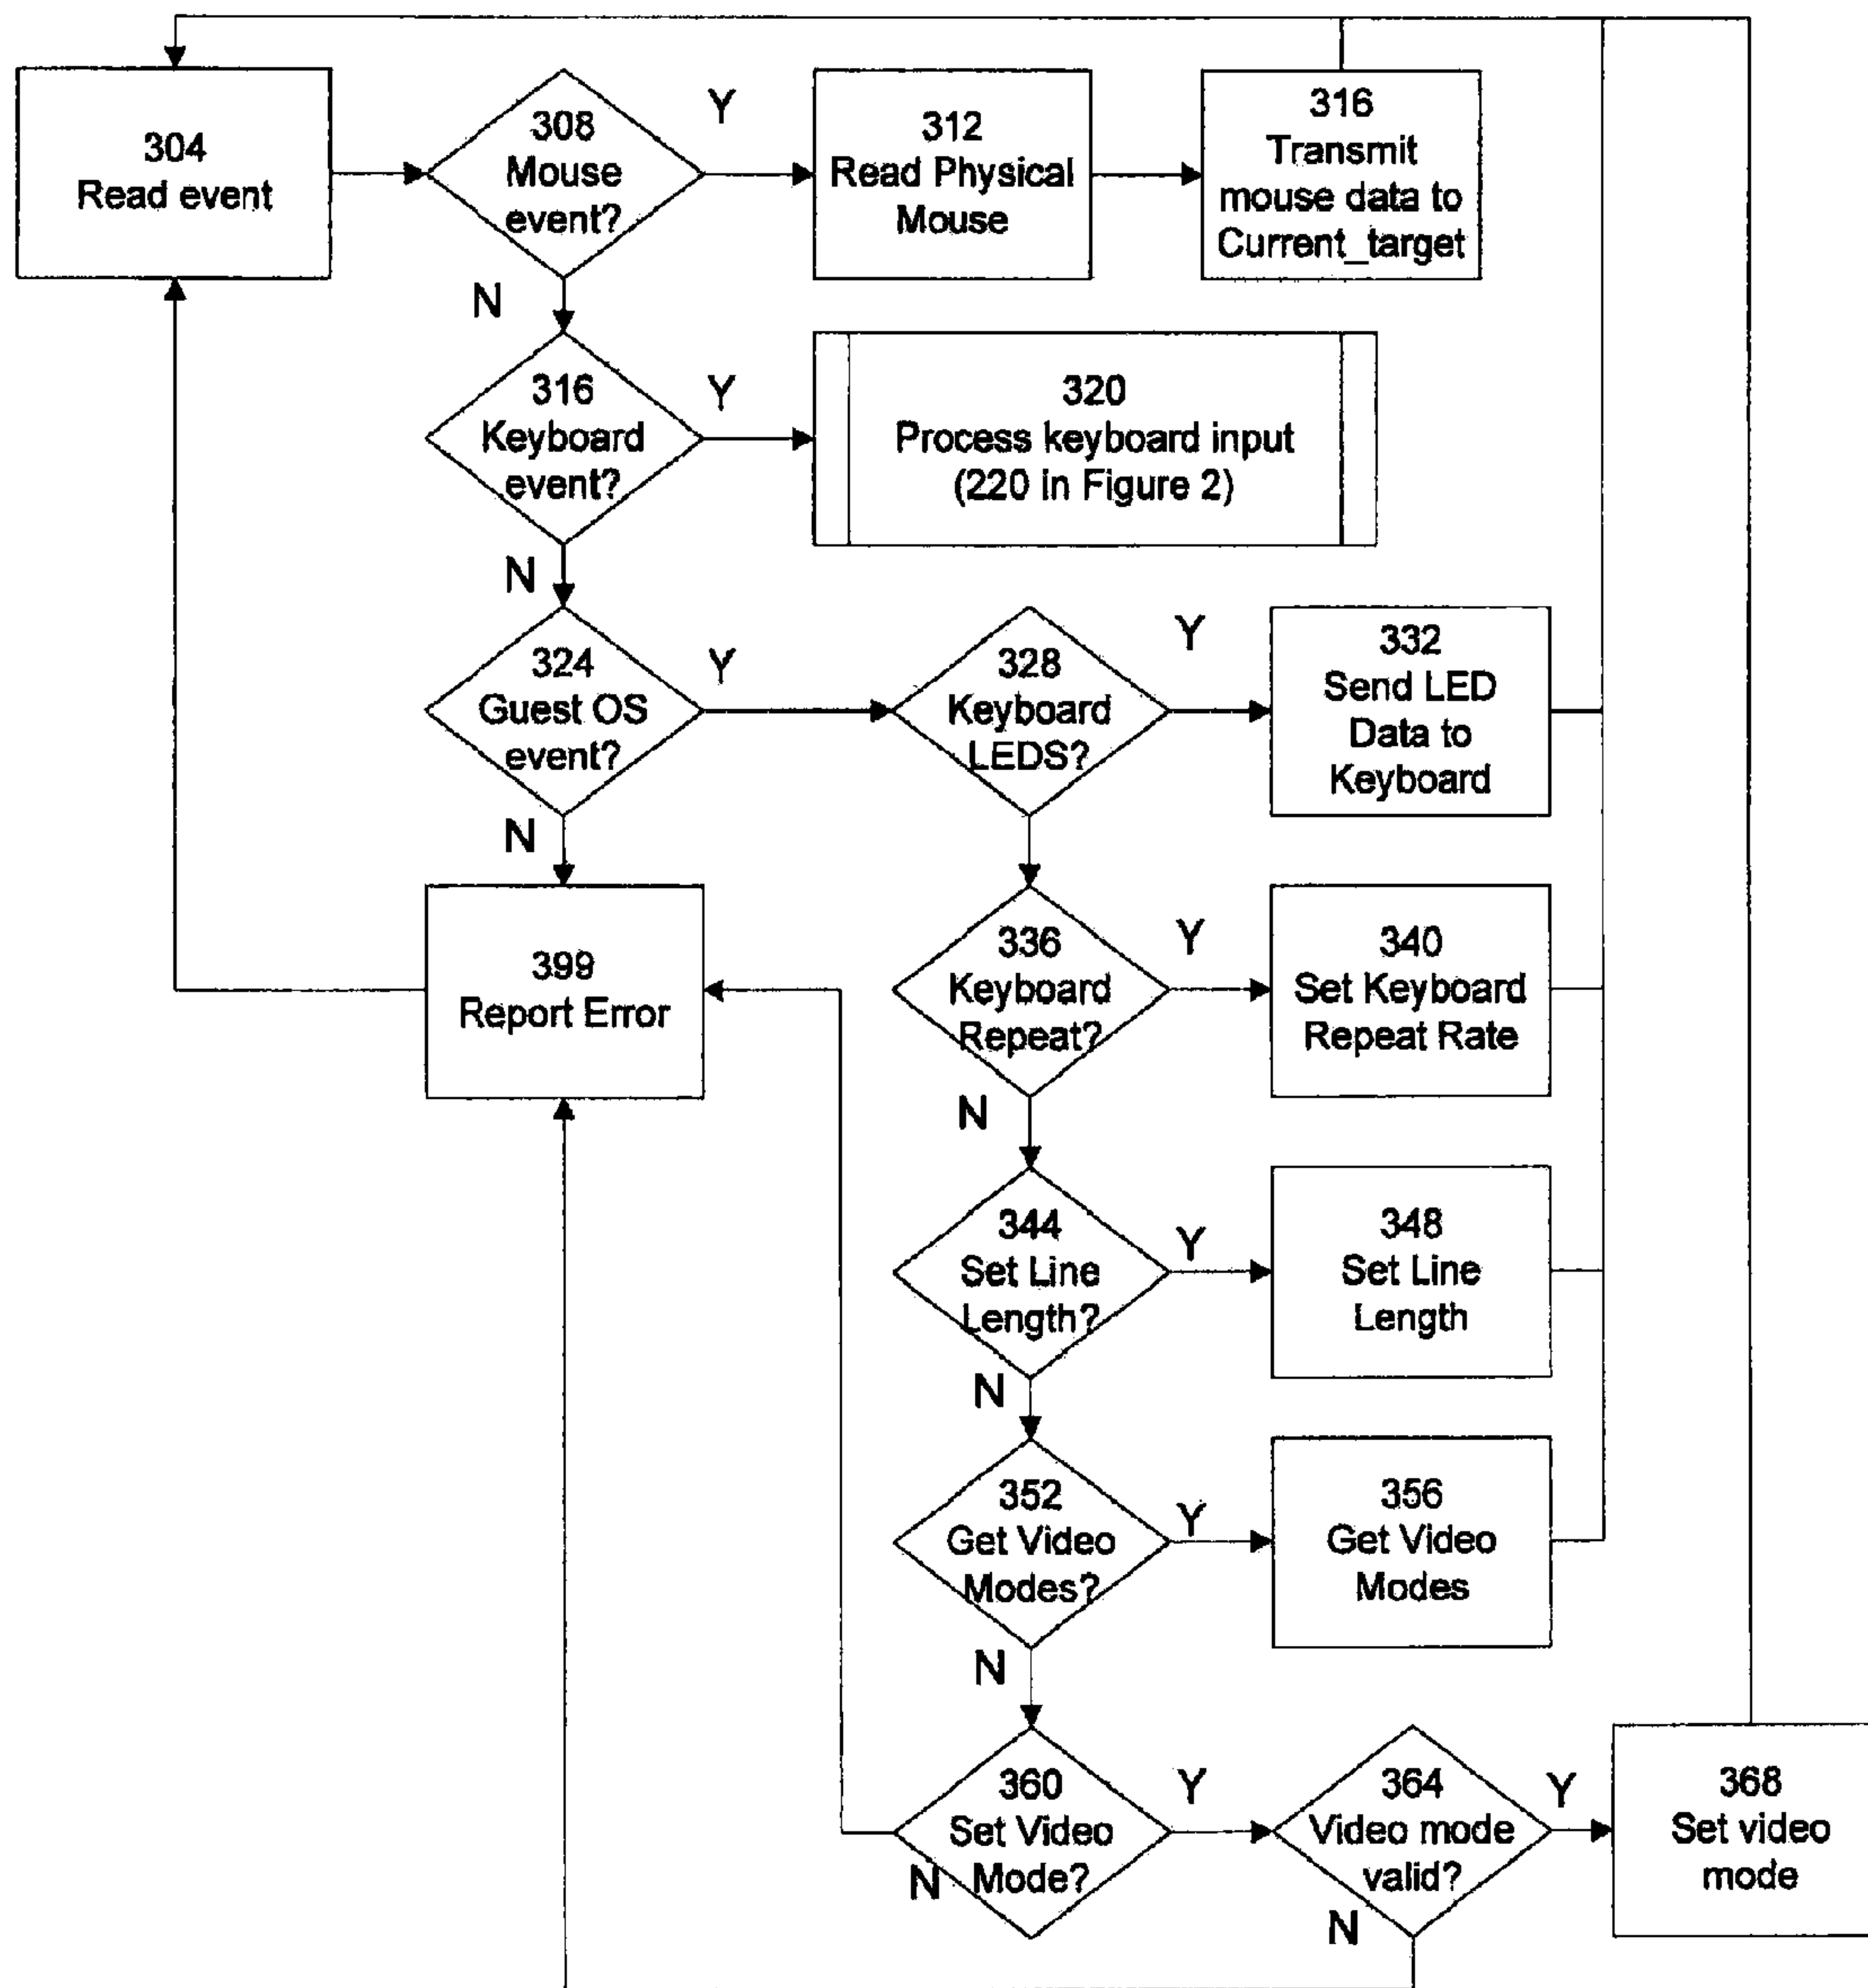 304
Read event
308
Mouse
event?
Y
312
Read Physical
Mouse
316
Transmit
mouse data to
Current_target
N
316
Keyboard
event?
Y
320
Process keyboard input
(220 in Figure 2)
N
324
Guest OS
event?
Y
328
Keyboard
LEDS?
Y
332
Send LED
Data to
Keyboard
N
399
Report Error
336
Keyboard
Repeat?
Y
340
Set Keyboard
Repeat Rate
N
344
Set Line
Length?
Y
348
Set Line
Length
N
352
Get Video
Modes?
Y
356
Get Video
Modes
N
360
Set Video
Mode?
Y
N
364
Video mode
valid?
Y
N
368
Set video
mode